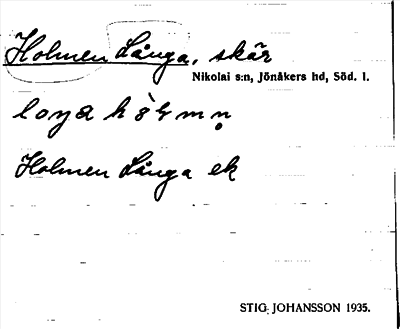 Holmen Långa, skär
Nikolai s:n, Jönåkers hd, Söd. l.
Holmen Långa ek
STIG JOHANSSON 1935.